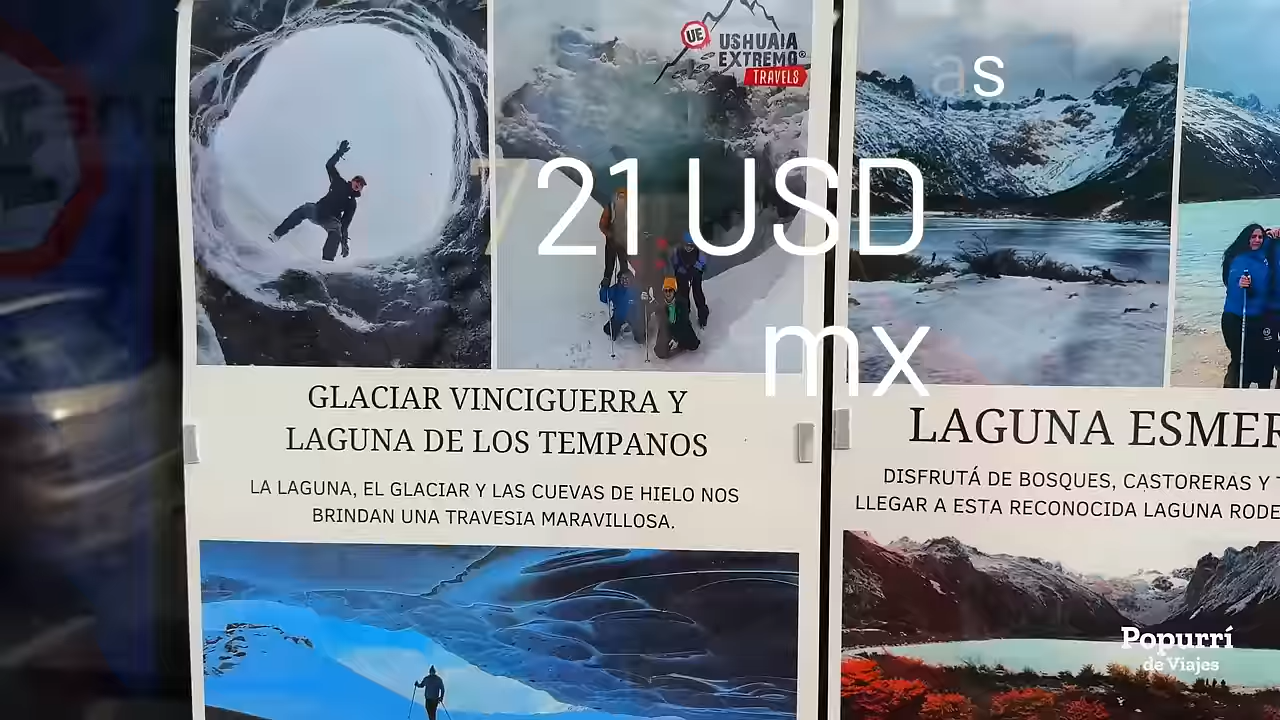 UE
USHUAIA
EXTREMO®
TRAVELS
as
721 USD
mx
GLACIAR VINCIGUERRA Y
LAGUNA DE LOS TEMPANOS
LA LAGUNA, EL GLACIAR Y LAS CUEVAS DE HIELO NOS
BRINDAN UNA TRAVESIA MARAVILLOSA.
LAGUNA ESMER
DISFRUTÁ DE BOSQUES, CASTORERAS Y T
LLEGAR A ESTA RECONOCIDA LAGUNA RODE
Popurrí
de Viajes